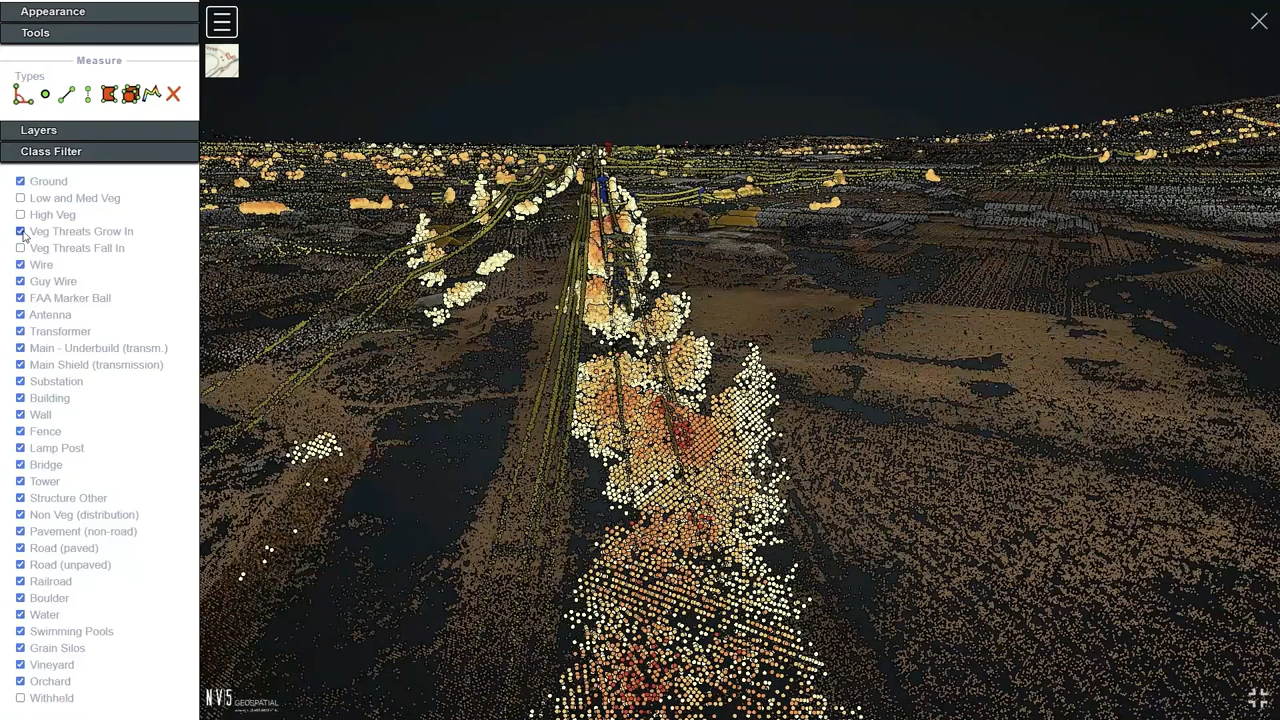 Appearance
Tools
Measure
Types
Layers
Class Filter
Ground
Low and Med Veg
High Veg
Veg Threats Grow In
Veg Threats Fall In
Wire
Guy Wire
FAA Marker Ball
Antenna
Transformer
Main - Underbuild (transm.)
Main Shield (transmission)
Substation
Building
Wall
Fence
Lamp Post
Bridge
Tower
Structure Other
Non Veg (distribution)
Pavement (non-road)
Road (paved)
Road (unpaved)
Railroad
Boulder
Water
Swimming Pools
Grain Silos
Vineyard
Orchard
Withheld
NV5 GEOSPATIAL